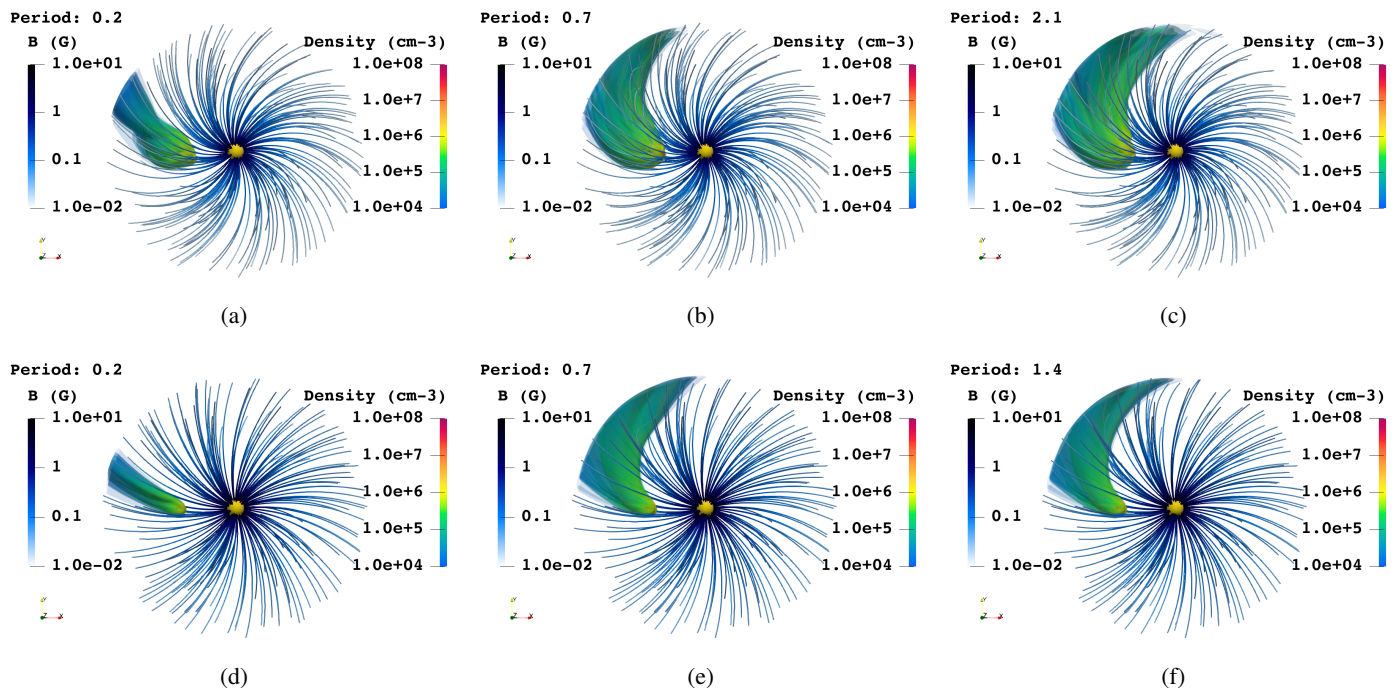 Period: 0.2
B (G)
Density (cm-3)
1.0e+01
1
0.1
1.0e-02
1.0e+08
1.0e+7
1.0e+6
1.0e+5
1.0e+04
Y
Z
X
(a)
Period: 0.7
B (G)
Density (cm-3)
1.0e+01
1
0.1
1.0e-02
1.0e+08
1.0e+7
1.0e+6
1.0e+5
1.0e+04
Y
Z
X
(b)
Period: 2.1
B (G)
Density (cm-3)
1.0e+01
1
0.1
1.0e-02
1.0e+08
1.0e+7
1.0e+6
1.0e+5
1.0e+04
Y
Z
X
(c)
Period: 0.2
B (G)
Density (cm-3)
1.0e+01
1
0.1
1.0e-02
1.0e+08
1.0e+7
1.0e+6
1.0e+5
1.0e+04
Y
Z
X
(d)
Period: 0.7
B (G)
Density (cm-3)
1.0e+01
1
0.1
1.0e-02
1.0e+08
1.0e+7
1.0e+6
1.0e+5
1.0e+04
Y
Z
X
(e)
Period: 1.4
B (G)
Density (cm-3)
1.0e+01
1
0.1
1.0e-02
1.0e+08
1.0e+7
1.0e+6
1.0e+5
1.0e+04
Y
Z
X
(f)